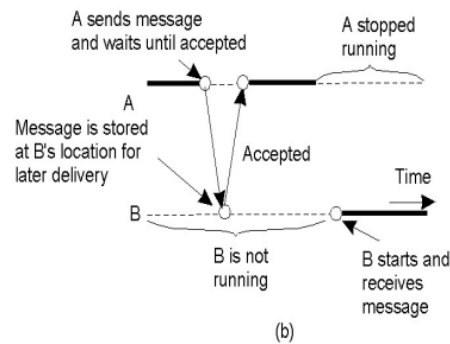 A sends message
and waits until accepted
A stopped
running
A
Message is stored
at B's location for
later delivery
Accepted
Time
B
B is not
running
B starts and
receives
message
(b)